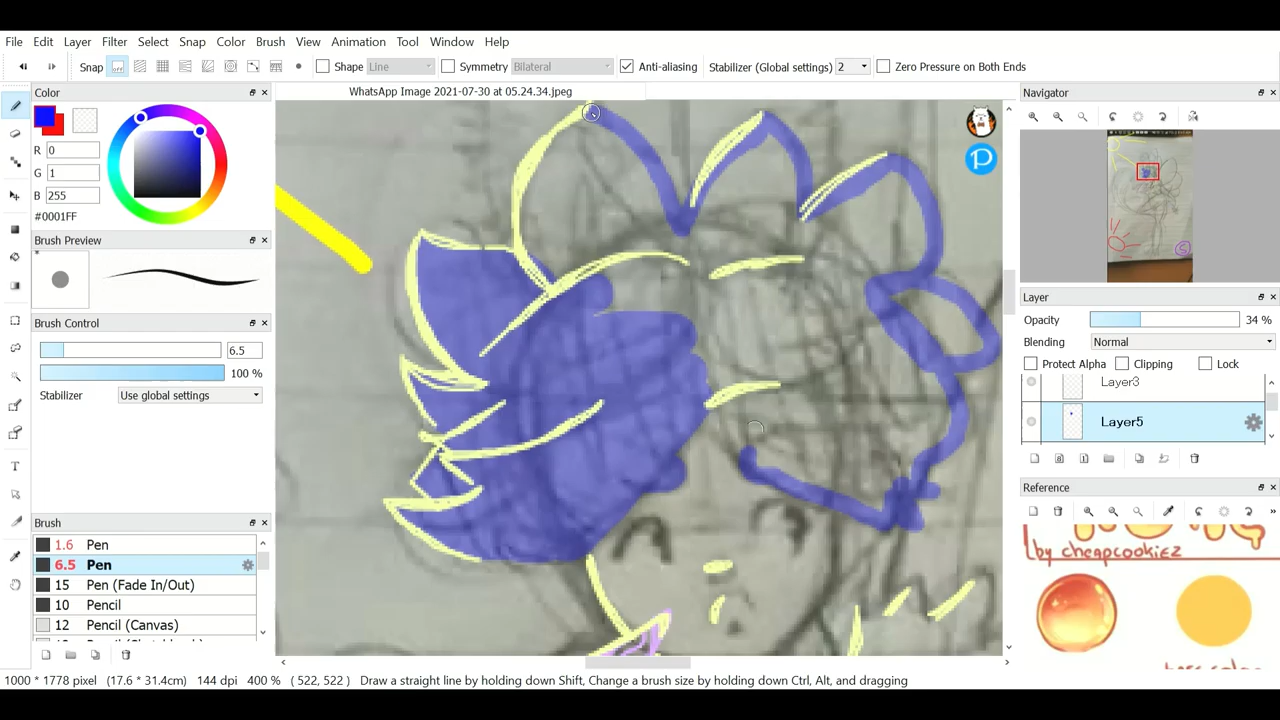 File Edit Layer Filter Select Snap Color Brush View Animation Tool Window Help
Snap Shape Line Symmetry Bilateral Anti-aliasing Stabilizer (Global settings) 2 Zero Pressure on Both Ends
Color
WhatsApp Image 2021-07-30 at 05.24.34.jpeg
Navigator
R 0
G 1
B 255
#0001FF
Brush Preview
Brush Control
6.5
100 %
Stabilizer Use global settings
Brush
1.6 Pen
6.5 Pen
15 Pen (Fade In/Out)
10 Pencil
12 Pencil (Canvas)
Layer
Opacity 34 %
Blending Normal
Protect Alpha Clipping Lock
Layer3
Layer5
Reference
by cheapcookiez
P
1000 * 1778 pixel (17.6 * 31.4cm) 144 dpi 400 % ( 522, 522 ) Draw a straight line by holding down Shift, Change a brush size by holding down Ctrl, Alt, and dragging